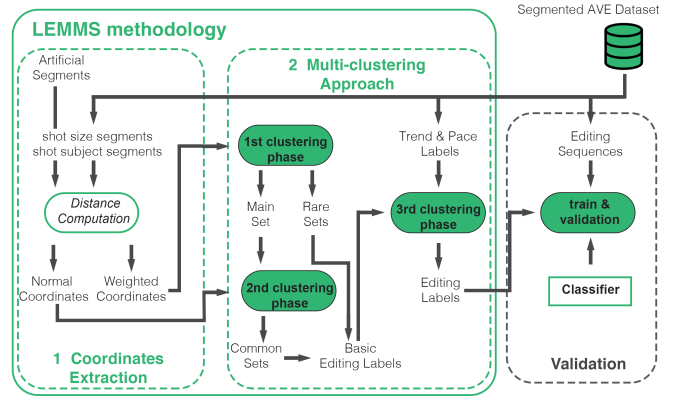 Segmented AVE Dataset
LEMMS methodology
Artificial
Segments
2 Multi-clustering
Approach
shot size segments
shot subject segments
1st clustering
phase
Trend & Pace
Labels
Editing
Sequences
Distance
Computation
Main
Set
Rare
Sets
3rd clustering
phase
train &
validation
Normal
Coordinates
Weighted
Coordinates
2nd clustering
phase
Editing
Labels
Classifier
Common
Sets
Basic
Editing Labels
1 Coordinates
Extraction
Validation